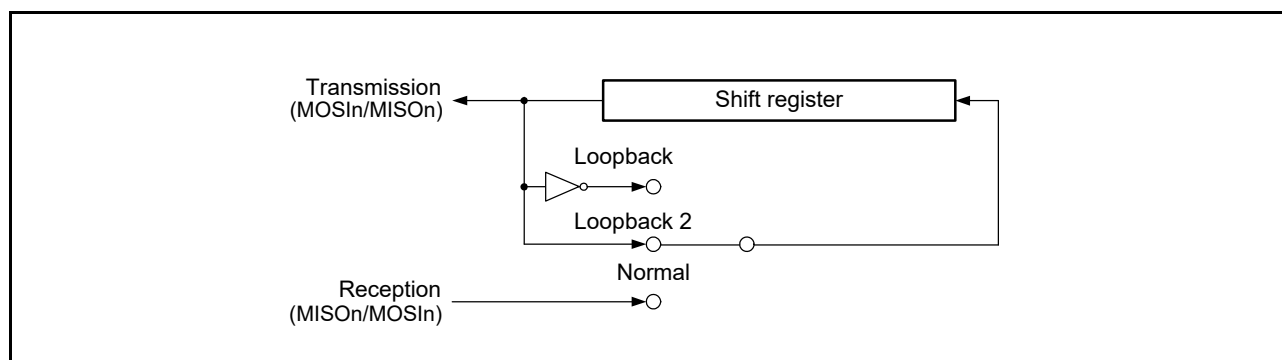 Transmission
(MOSIn/MISOn)
Shift register
Loopback
Loopback 2
Normal
Reception
(MISOn/MOSIn)